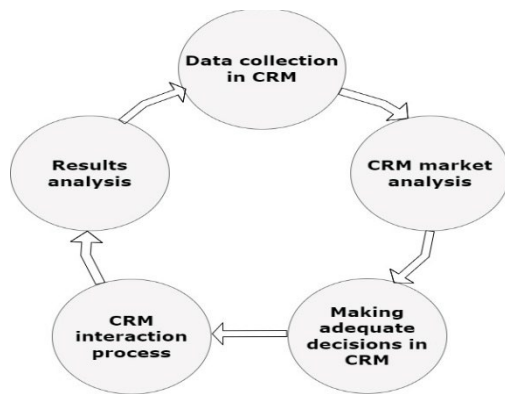 Data collection
in CRM
CRM market
analysis
Making
adequate
decisions in
CRM
CRM
interaction
process
Results
analysis